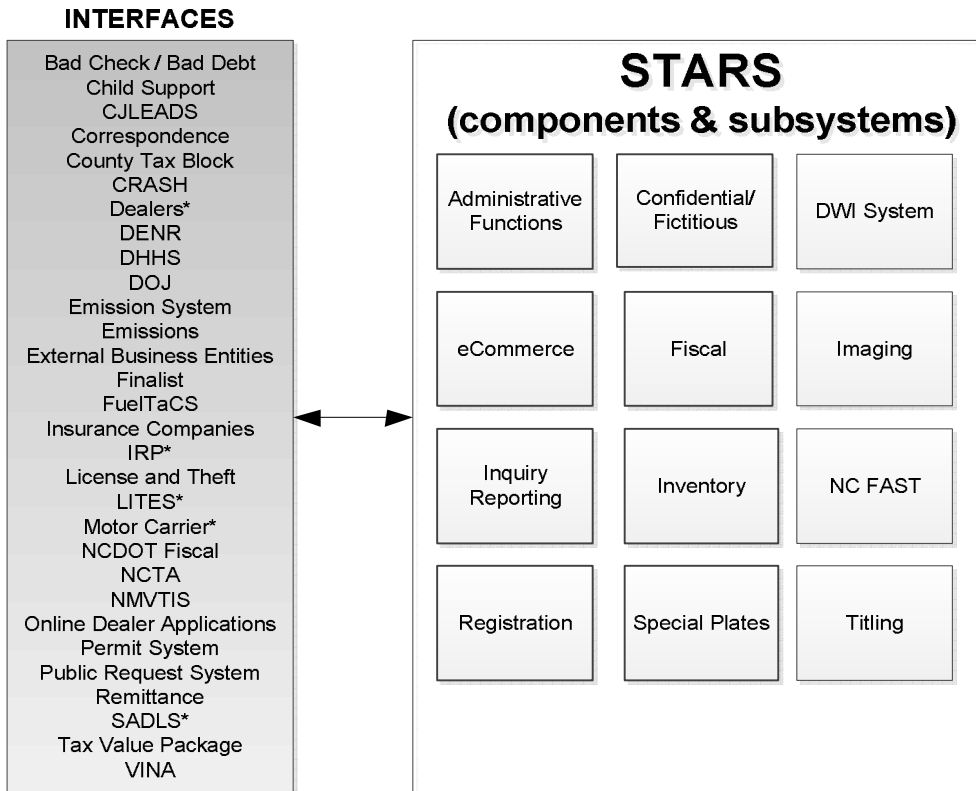 INTERFACES
Bad Check / Bad Debt
Child Support
CJLEADS
Correspondence
County Tax Block
CRASH
Dealers*
DENR
DHHS
DOJ
Emission System
Emissions
External Business Entities
Finalist
FuelTaCS
Insurance Companies
IRP*
License and Theft
LITES*
Motor Carrier*
NCDOT Fiscal
NCTA
NMVTIS
Online Dealer Applications
Permit System
Public Request System
Remittance
SADLS*
Tax Value Package
VINA
STARS
(components & subsystems)
Administrative
Functions
Confidential/
Fictitious
DWI System
eCommerce
Fiscal
Imaging
Inquiry
Reporting
Inventory
NC FAST
Registration
Special Plates
Titling